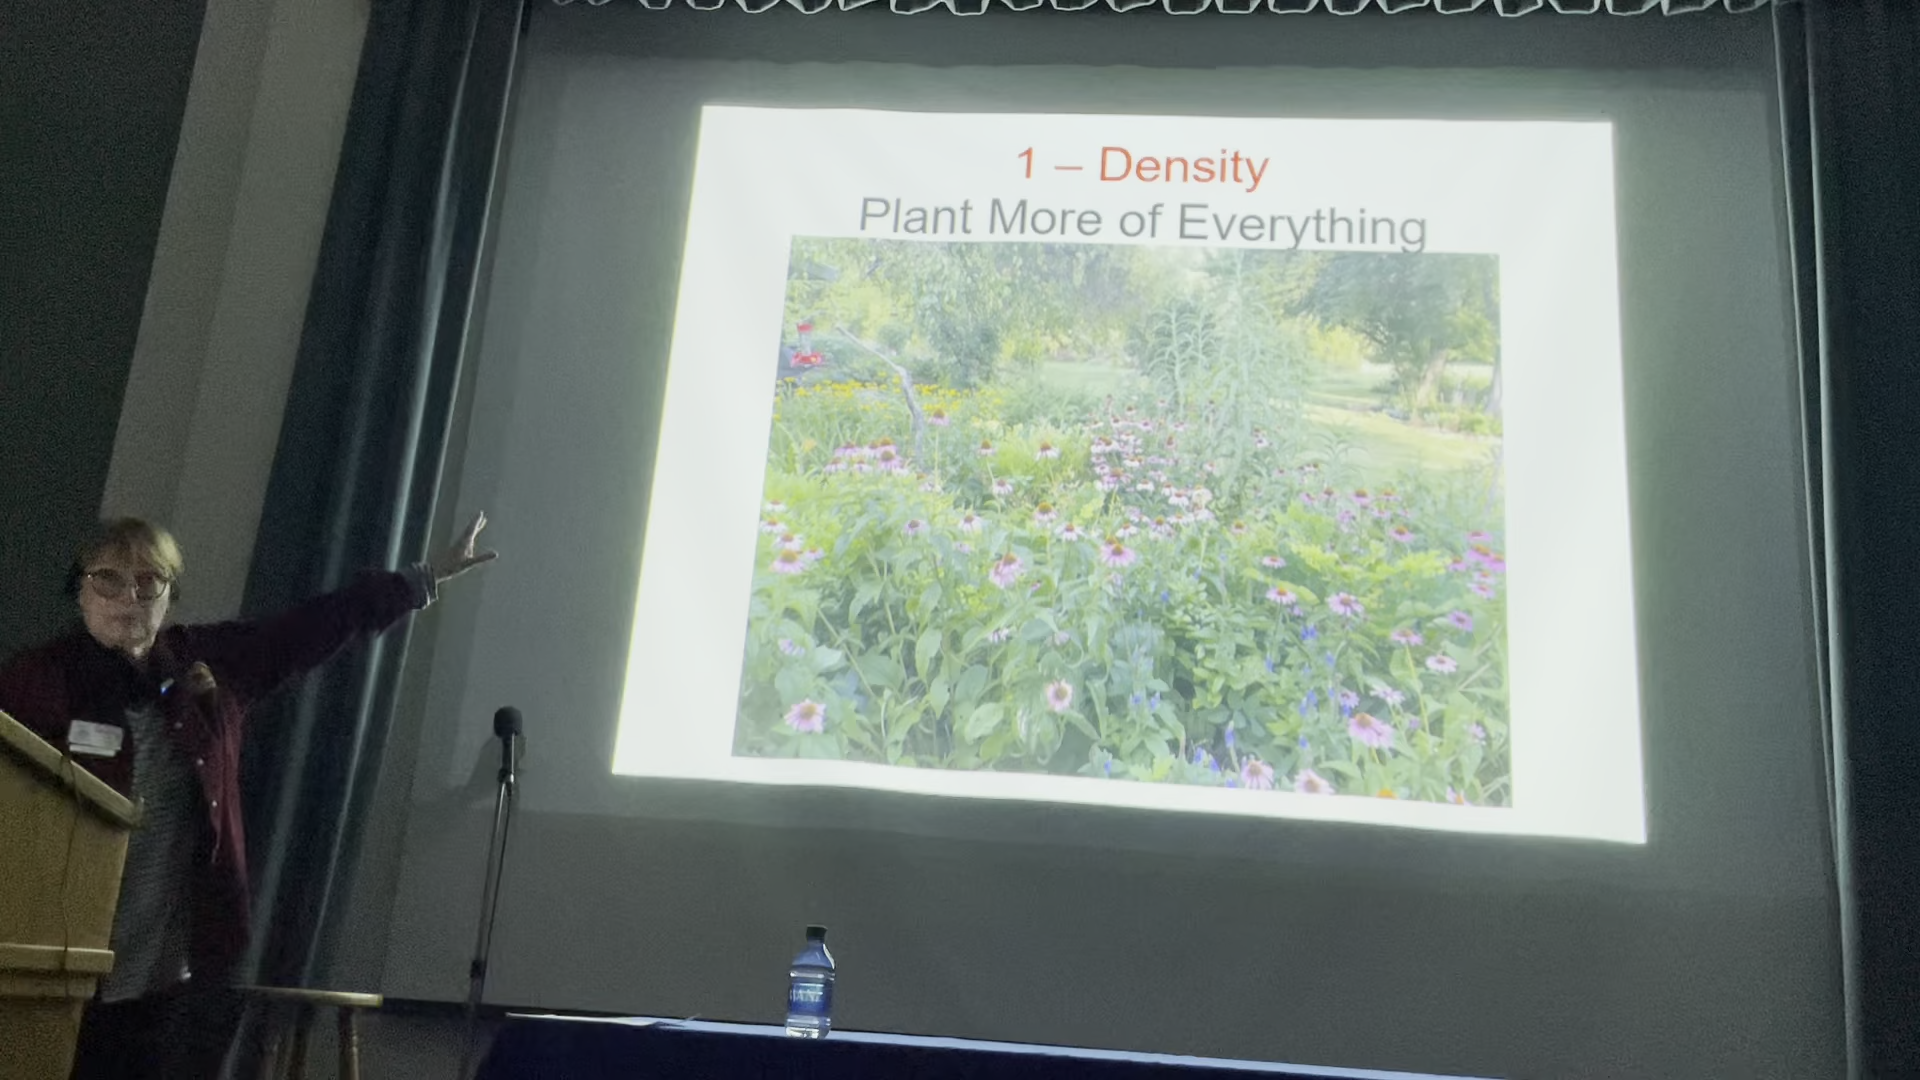 1 – Density
Plant More of Everything